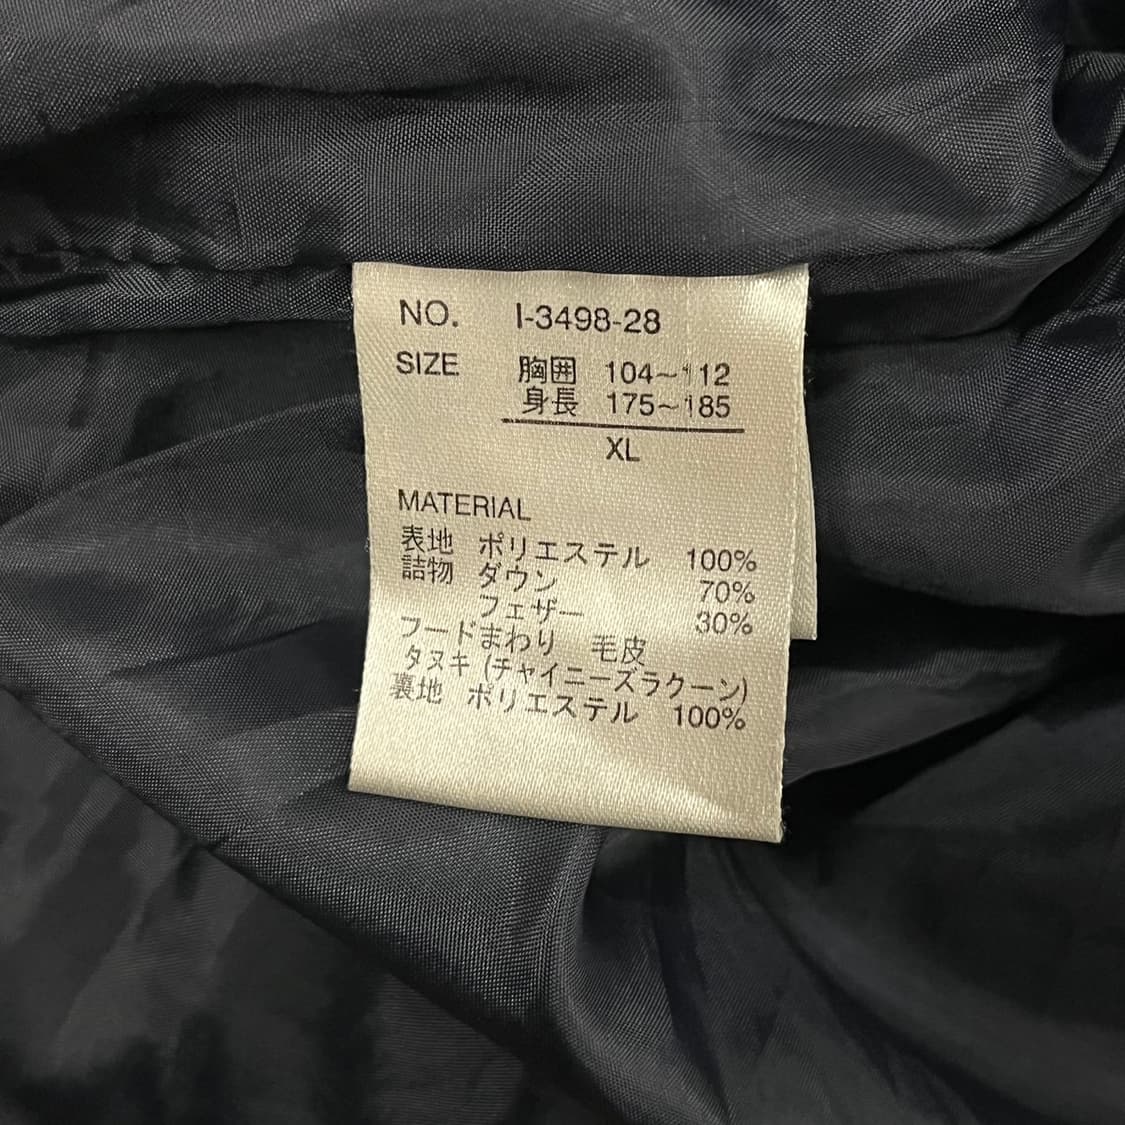 NO. I-3498-28
SIZE 胸囲 104~112
身長 175~185
XL
MATERIAL
表地 ポリエステル 100%
詰物 ダウン 70%
フェザー 30%
フードまわり 毛皮
タヌキ (チャイニーズラクーン)
裏地 ポリエステル 100%